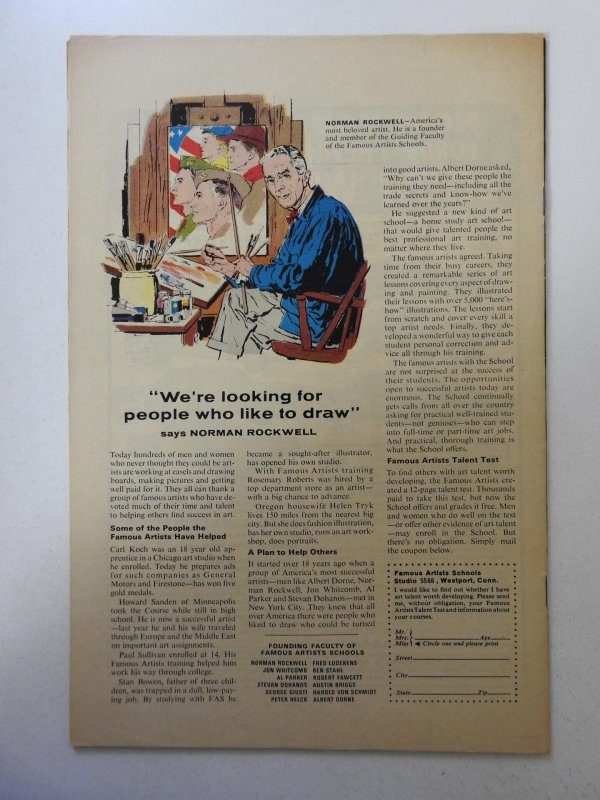 NORMAN ROCKWELL—America's
most beloved artist. He is a founder
and member of the Guiding Faculty
of the Famous Artists Schools.
"We're looking for
people who like to draw"
says NORMAN ROCKWELL
Today hundreds of men and women
who never thought they could be art-
ists are working at easels and drawing
boards, making pictures and getting
well paid for it. They all can thank a
group of famous artists who have de-
voted much of their time and talent
to helping others find success in art.
Some of the People the
Famous Artists Have Helped
Carl Koch was an 18 year old ap-
prentice in a Chicago art studio when
he enrolled. Today he prepares ads
for such companies as General
Motors and Firestone—has won five
gold medals.
Howard Sanden of Minneapolis
took the Course while still in high
school. He is now a successful artist
—last year he and his wife traveled
through Europe and the Middle East
on important art assignments.
Paul Sullivan enrolled at 14. His
Famous Artists training helped him
work his way through college.
Stan Bowen, father of three chil-
dren, was trapped in a dull, low-pay-
ing job. By studying with FAS he
became a sought-after illustrator,
has opened his own studio.
With Famous Artists training
Rosemary Roberts was hired by a
top department store as an artist—
with a big chance to advance.
Oregon housewife Helen Tryk
lives 150 miles from the nearest big
city. But she does fashion illustration,
has her own studio, runs an art work-
shop, does portraits.
A Plan to Help Others
It started over 18 years ago when a
group of America's most successful
artists—men like Albert Dorne, Nor-
man Rockwell, Jon Whitcomb, Al
Parker and Stevan Dohanos—met in
New York City. They knew that all
over America there were people who
liked to draw who could be turned
FOUNDING FACULTY OF
FAMOUS ARTISTS SCHOOLS
NORMAN ROCKWELL FRED LUDEKENS
JON WHITCOMB BEN STAHL
AL PARKER ROBERT FAWCETT
STEVAN DOHANOS AUSTIN BRIGGS
GEORGE GIUSTI HAROLD VON SCHMIDT
PETER HELCK ALBERT DORNE
into good artists. Albert Dorne asked,
"Why can't we give these people the
training they need—including all the
trade secrets and know-how we've
learned over the years?"
He suggested a new kind of art
school—a home study art school—
that would give talented people the
best professional art training, no
matter where they live.
The famous artists agreed. Taking
time from their busy careers, they
created a remarkable series of art
lessons covering every aspect of draw-
ing and painting. They illustrated
their lessons with over 5,000 "here's-
how" illustrations. The lessons start
from scratch and cover every skill a
top artist needs. Finally, they de-
veloped a wonderful way to give each
student personal correction and ad-
vice all through his training.
The famous artists with the School
are not surprised at the success of
their students. The opportunities
open to successful artists today are
enormous. The School continually
gets calls from all over the country
asking for practical well-trained stu-
dents—not geniuses—who can step
into full-time or part-time art jobs.
And practical, thorough training is
what the School offers.
Famous Artists Talent Test
To find others with art talent worth
developing, the Famous Artists cre-
ated a 12-page talent test. Thousands
paid to take this test, but now the
School offers and grades it free. Men
and women who do well on the test
—or offer other evidence of art talent
—may enroll in the School. But
there's no obligation. Simply mail
the coupon below.
Famous Artists Schools
Studio 5565, Westport, Conn.
I would like to find out whether I have
art talent worth developing. Please send
me, without obligation, your Famous
Artists Talent Test and information about
your courses.
Mr.
Mrs. Age
Miss Circle one and please print
Street
City
State Zip